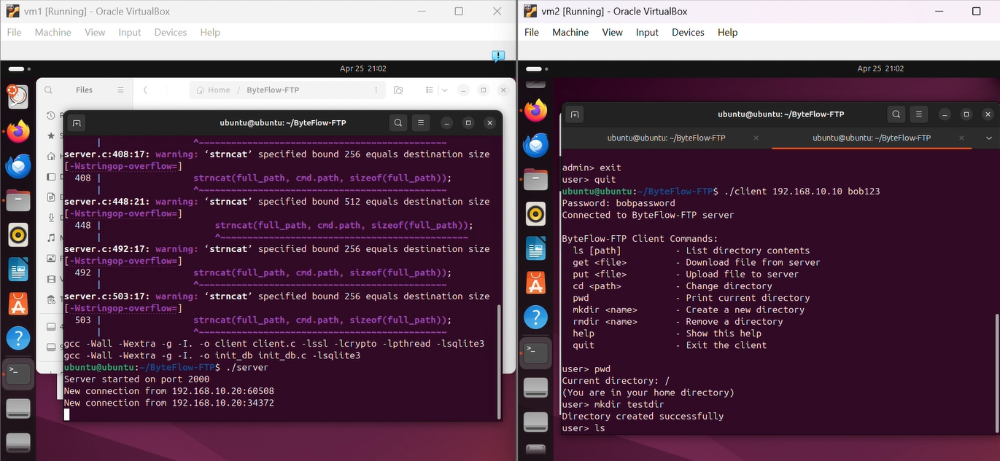 vm1 [Running] - Oracle VirtualBox
File Machine View Input Devices Help
Apr 25 21:02
Files
Home / ByteFlow-FTP
ubuntu@ubuntu: ~/ByteFlow-FTP
| ^~~~~~~~~~~~~~~~~~~~~~~~~~~~~~~~~~~~~~~~~~~~~~
server.c:408:17: warning: ‘strncat’ specified bound 256 equals destination size
[-Wstringop-overflow=]
408 | strncat(full_path, cmd.path, sizeof(full_path));
| ^~~~~~~~~~~~~~~~~~~~~~~~~~~~~~~~~~~~~~~~~~~~~~
server.c:448:21: warning: ‘strncat’ specified bound 512 equals destination size
[-Wstringop-overflow=]
448 | strncat(full_path, cmd.path, sizeof(full_path));
| ^~~~~~~~~~~~~~~~~~~~~~~~~~~~~~~~~~~~~~~~~~~~~~
server.c:492:17: warning: ‘strncat’ specified bound 256 equals destination size
[-Wstringop-overflow=]
492 | strncat(full_path, cmd.path, sizeof(full_path));
| ^~~~~~~~~~~~~~~~~~~~~~~~~~~~~~~~~~~~~~~~~~~~~~
server.c:503:17: warning: ‘strncat’ specified bound 256 equals destination size
[-Wstringop-overflow=]
503 | strncat(full_path, cmd.path, sizeof(full_path));
| ^~~~~~~~~~~~~~~~~~~~~~~~~~~~~~~~~~~~~~~~~~~~~~
gcc -Wall -Wextra -g -I. -o client client.c -lssl -lcrypto -lpthread -lsqlite3
gcc -Wall -Wextra -g -I. -o init_db init_db.c -lsqlite3
ubuntu@ubuntu:~/ByteFlow-FTP$ ./server
Server started on port 2000
New connection from 192.168.10.20:60508
New connection from 192.168.10.20:34372
vm2 [Running] - Oracle VirtualBox
File Machine View Input Devices Help
Apr 25 21:02
ubuntu@ubuntu: ~/ByteFlow-FTP
ubuntu@ubuntu: ~/ByteFlow-FTP ubuntu@ubuntu: ~/ByteFlow-FTP
admin> exit
user> quit
ubuntu@ubuntu:~/ByteFlow-FTP$ ./client 192.168.10.10 bob123
Password: bobpassword
Connected to ByteFlow-FTP server
ByteFlow-FTP Client Commands:
ls [path] - List directory contents
get <file> - Download file from server
put <file> - Upload file to server
cd <path> - Change directory
pwd - Print current directory
mkdir <name> - Create a new directory
rmdir <name> - Remove a directory
help - Show this help
quit - Exit the client
user> pwd
Current directory: /
(You are in your home directory)
user> mkdir testdir
Directory created successfully
user> ls